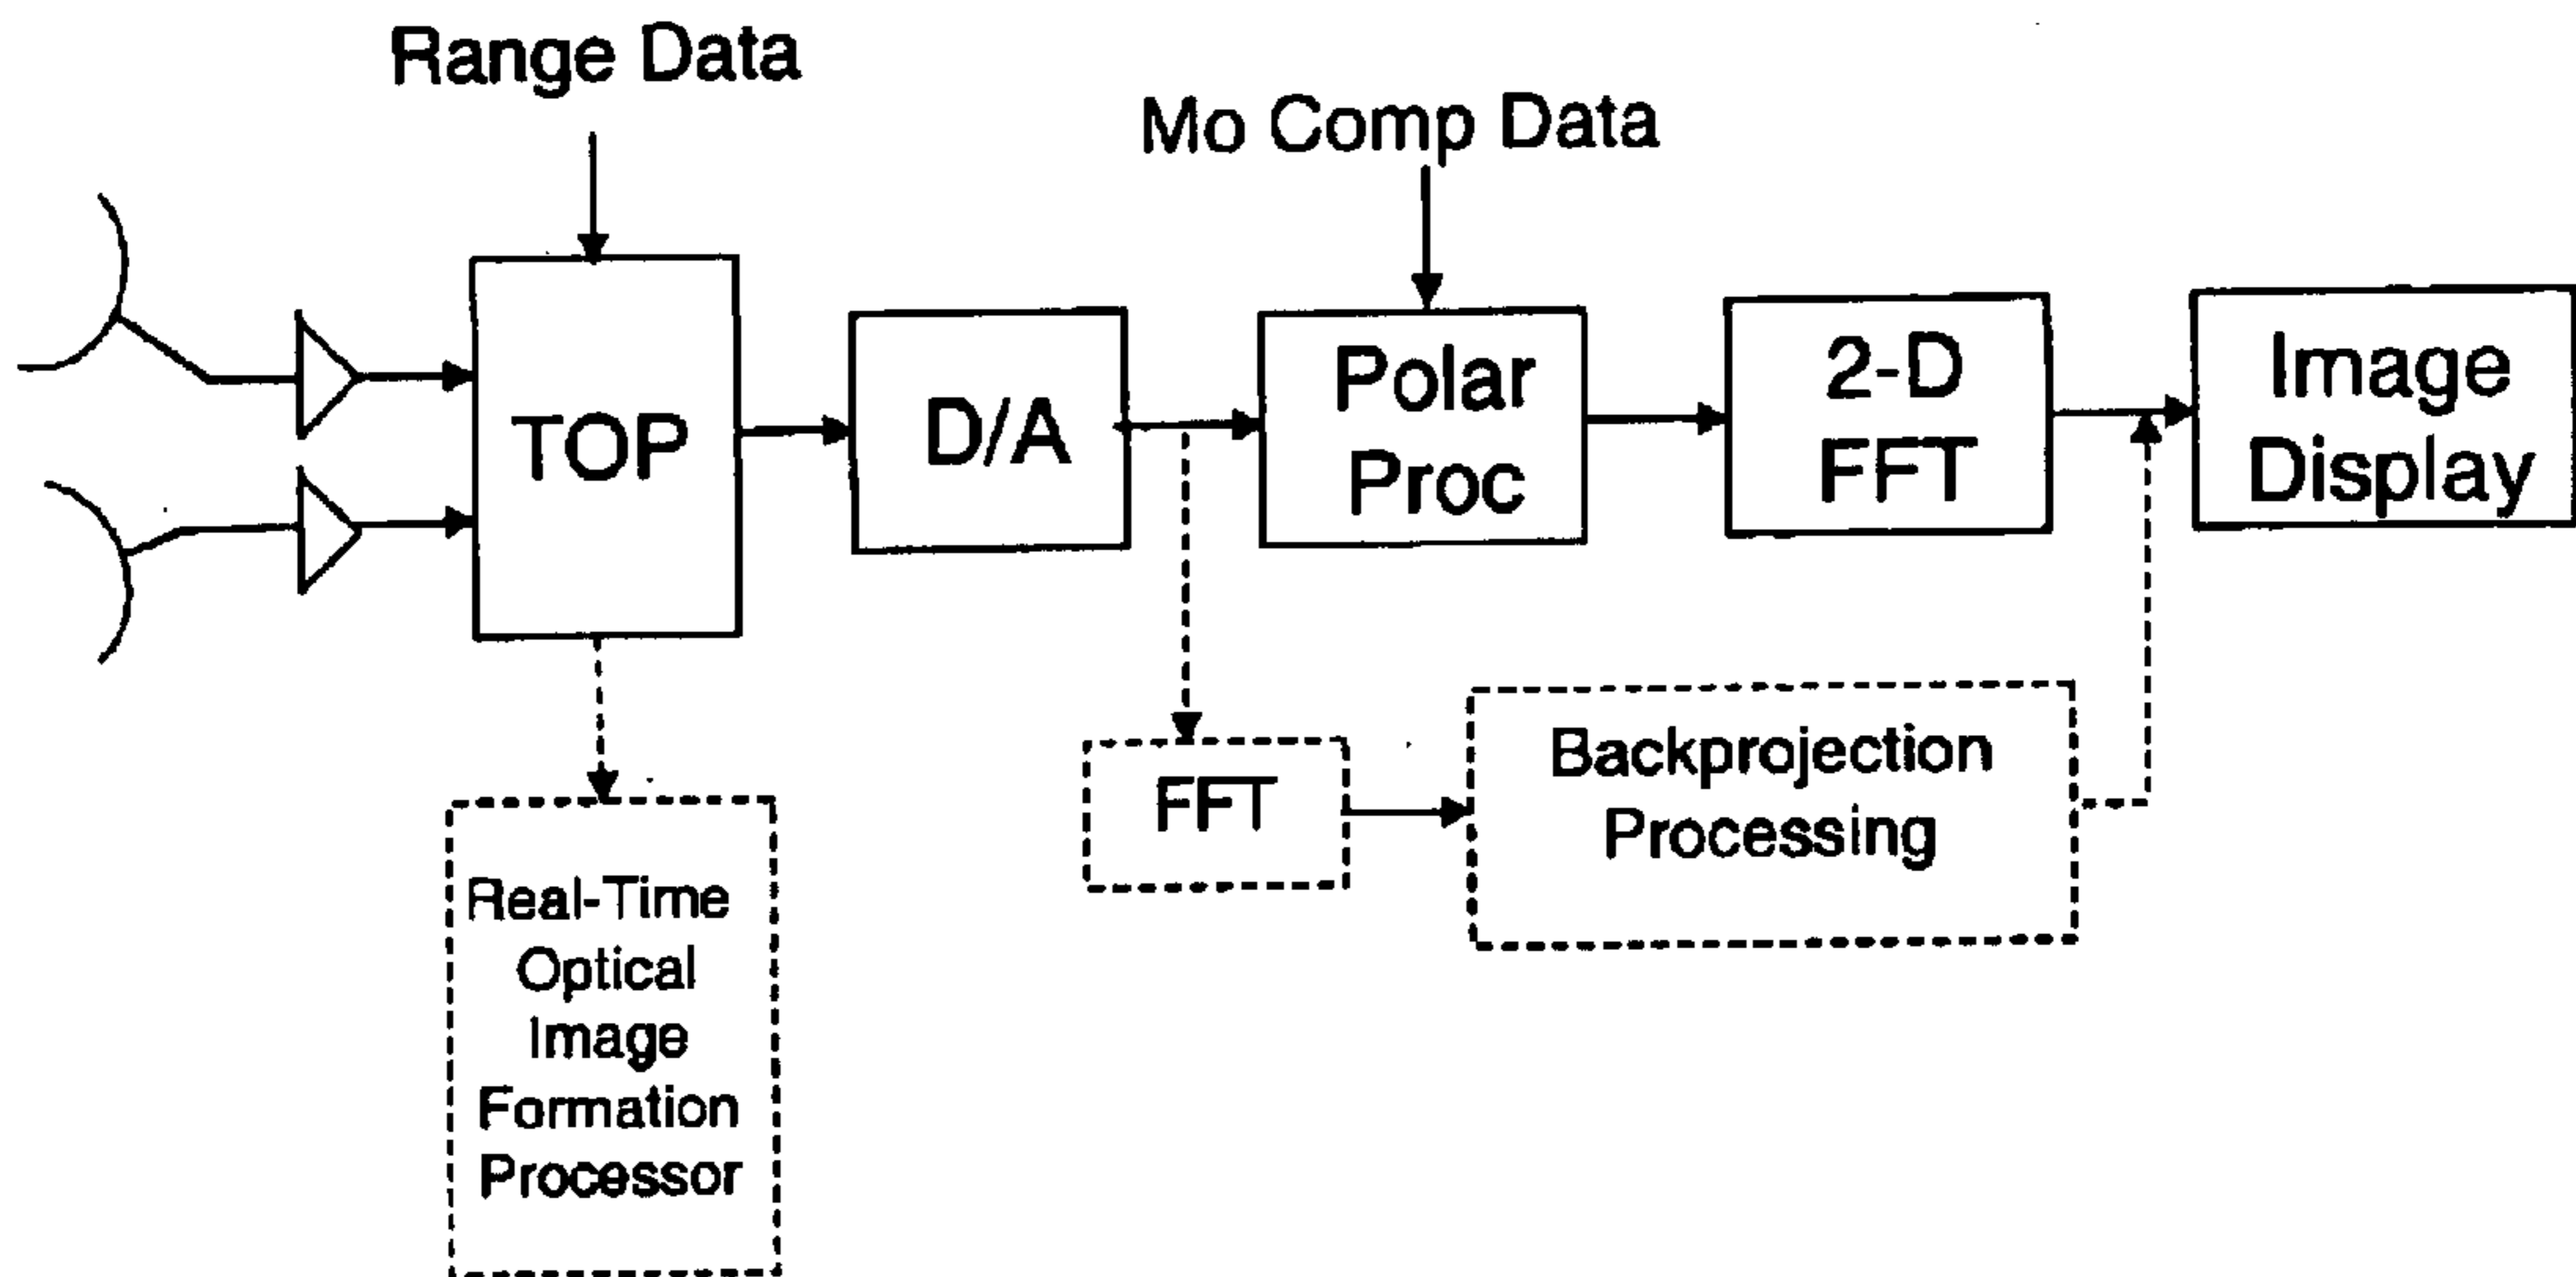 Range Data
Mo Comp Data
TOP
D/A
Polar
Proc
2-D
FFT
Image
Display
FFT
Backprojection
Processing
Real-Time
Optical
Image
Formation
Processor